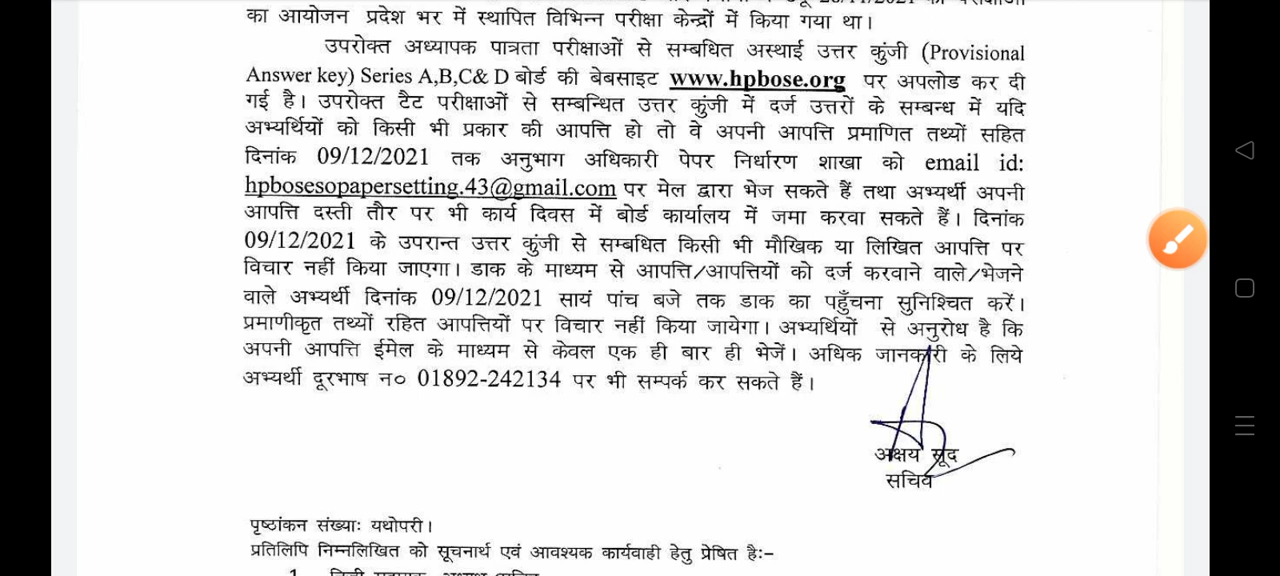 का आयोजन प्रदेश भर में स्थापित विभिन्न परीक्षा केन्द्रों में किया गया था।
उपरोक्त अध्यापक पात्रता परीक्षाओं से सम्बधित अस्थाई उत्तर कुंजी (Provisional
Answer key) Series A,B,C& D बोर्ड की बेबसाइट www.hpbose.org पर अपलोड कर दी
गई है। उपरोक्त टैट परीक्षाओं से सम्बन्धित उत्तर कुंजी में दर्ज उत्तरों के सम्बन्ध में यदि
अभ्यर्थियों को किसी भी प्रकार की आपत्ति हो तो वे अपनी आपत्ति प्रमाणित तथ्यों सहित
दिनांक 09/12/2021 तक अनुभाग अधिकारी पेपर निर्धारण शाखा को email id:
hpbosesopapersetting.43@gmail.com पर मेल द्वारा भेज सकते हैं तथा अभ्यर्थी अपनी
आपत्ति दस्ती तौर पर भी कार्य दिवस में बोर्ड कार्यालय में जमा करवा सकते हैं। दिनांक
09/12/2021 के उपरान्त उत्तर कुंजी से सम्बधित किसी भी मौखिक या लिखित आपत्ति पर
विचार नहीं किया जाएगा। डाक के माध्यम से आपत्ति/आपत्तियों को दर्ज करवाने वाले/भेजने
वाले अभ्यर्थी दिनांक 09/12/2021 सायं पांच बजे तक डाक का पहुँचना सुनिश्चित करें।
प्रमाणीकृत तथ्यों रहित आपत्तियों पर विचार नहीं किया जायेगा। अभ्यर्थियों से अनुरोध है कि
अपनी आपत्ति ईमेल के माध्यम से केवल एक ही बार ही भेजें। अधिक जानकारी के लिये
अभ्यर्थी दूरभाष न० 01892-242134 पर भी सम्पर्क कर सकते हैं।
अक्षय सूद
सचिव
पृष्ठांकन संख्याः यथोपरी।
प्रतिलिपि निम्नलिखित को सूचनार्थ एवं आवश्यक कार्यवाही हेतु प्रेषित है:-